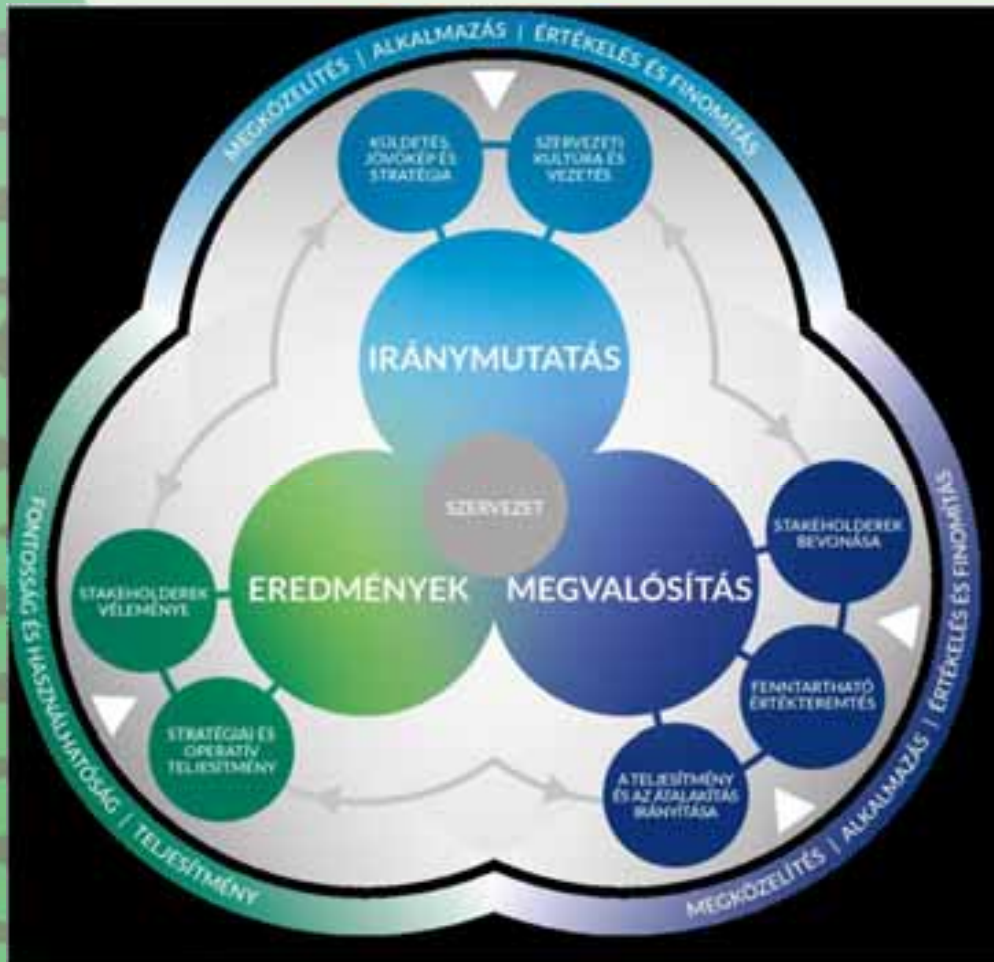 MEGKÖZELÍTÉS | ALKALMAZÁS | ÉRTÉKELÉS ÉS FINOMÍTÁS
KÜLDETÉS,
JÖVŐKÉP ÉS
STRATÉGIA
SZERVEZETI
KULTÚRA ÉS
VEZETÉS
IRÁNYMUTATÁS
SZERVEZET
EREDMÉNYEK
MEGVALÓSÍTÁS
STAKEHOLDEREK
BEVONÁSA
FENNTARTHATÓ
ÉRTÉKTEREMTÉS
A TELJESÍTMÉNY
ÉS AZ ÁTALAKÍTÁS
IRÁNYÍTÁSA
STAKEHOLDEREK
VÉLEMÉNYE
STRATÉGIAI ÉS
OPERATÍV
TELJESÍTMÉNY
FONTOSSÁG ÉS HASZNÁLHATÓSÁG | TELJESÍTMÉNY
MEGKÖZELÍTÉS | ALKALMAZÁS | ÉRTÉKELÉS ÉS FINOMÍTÁS